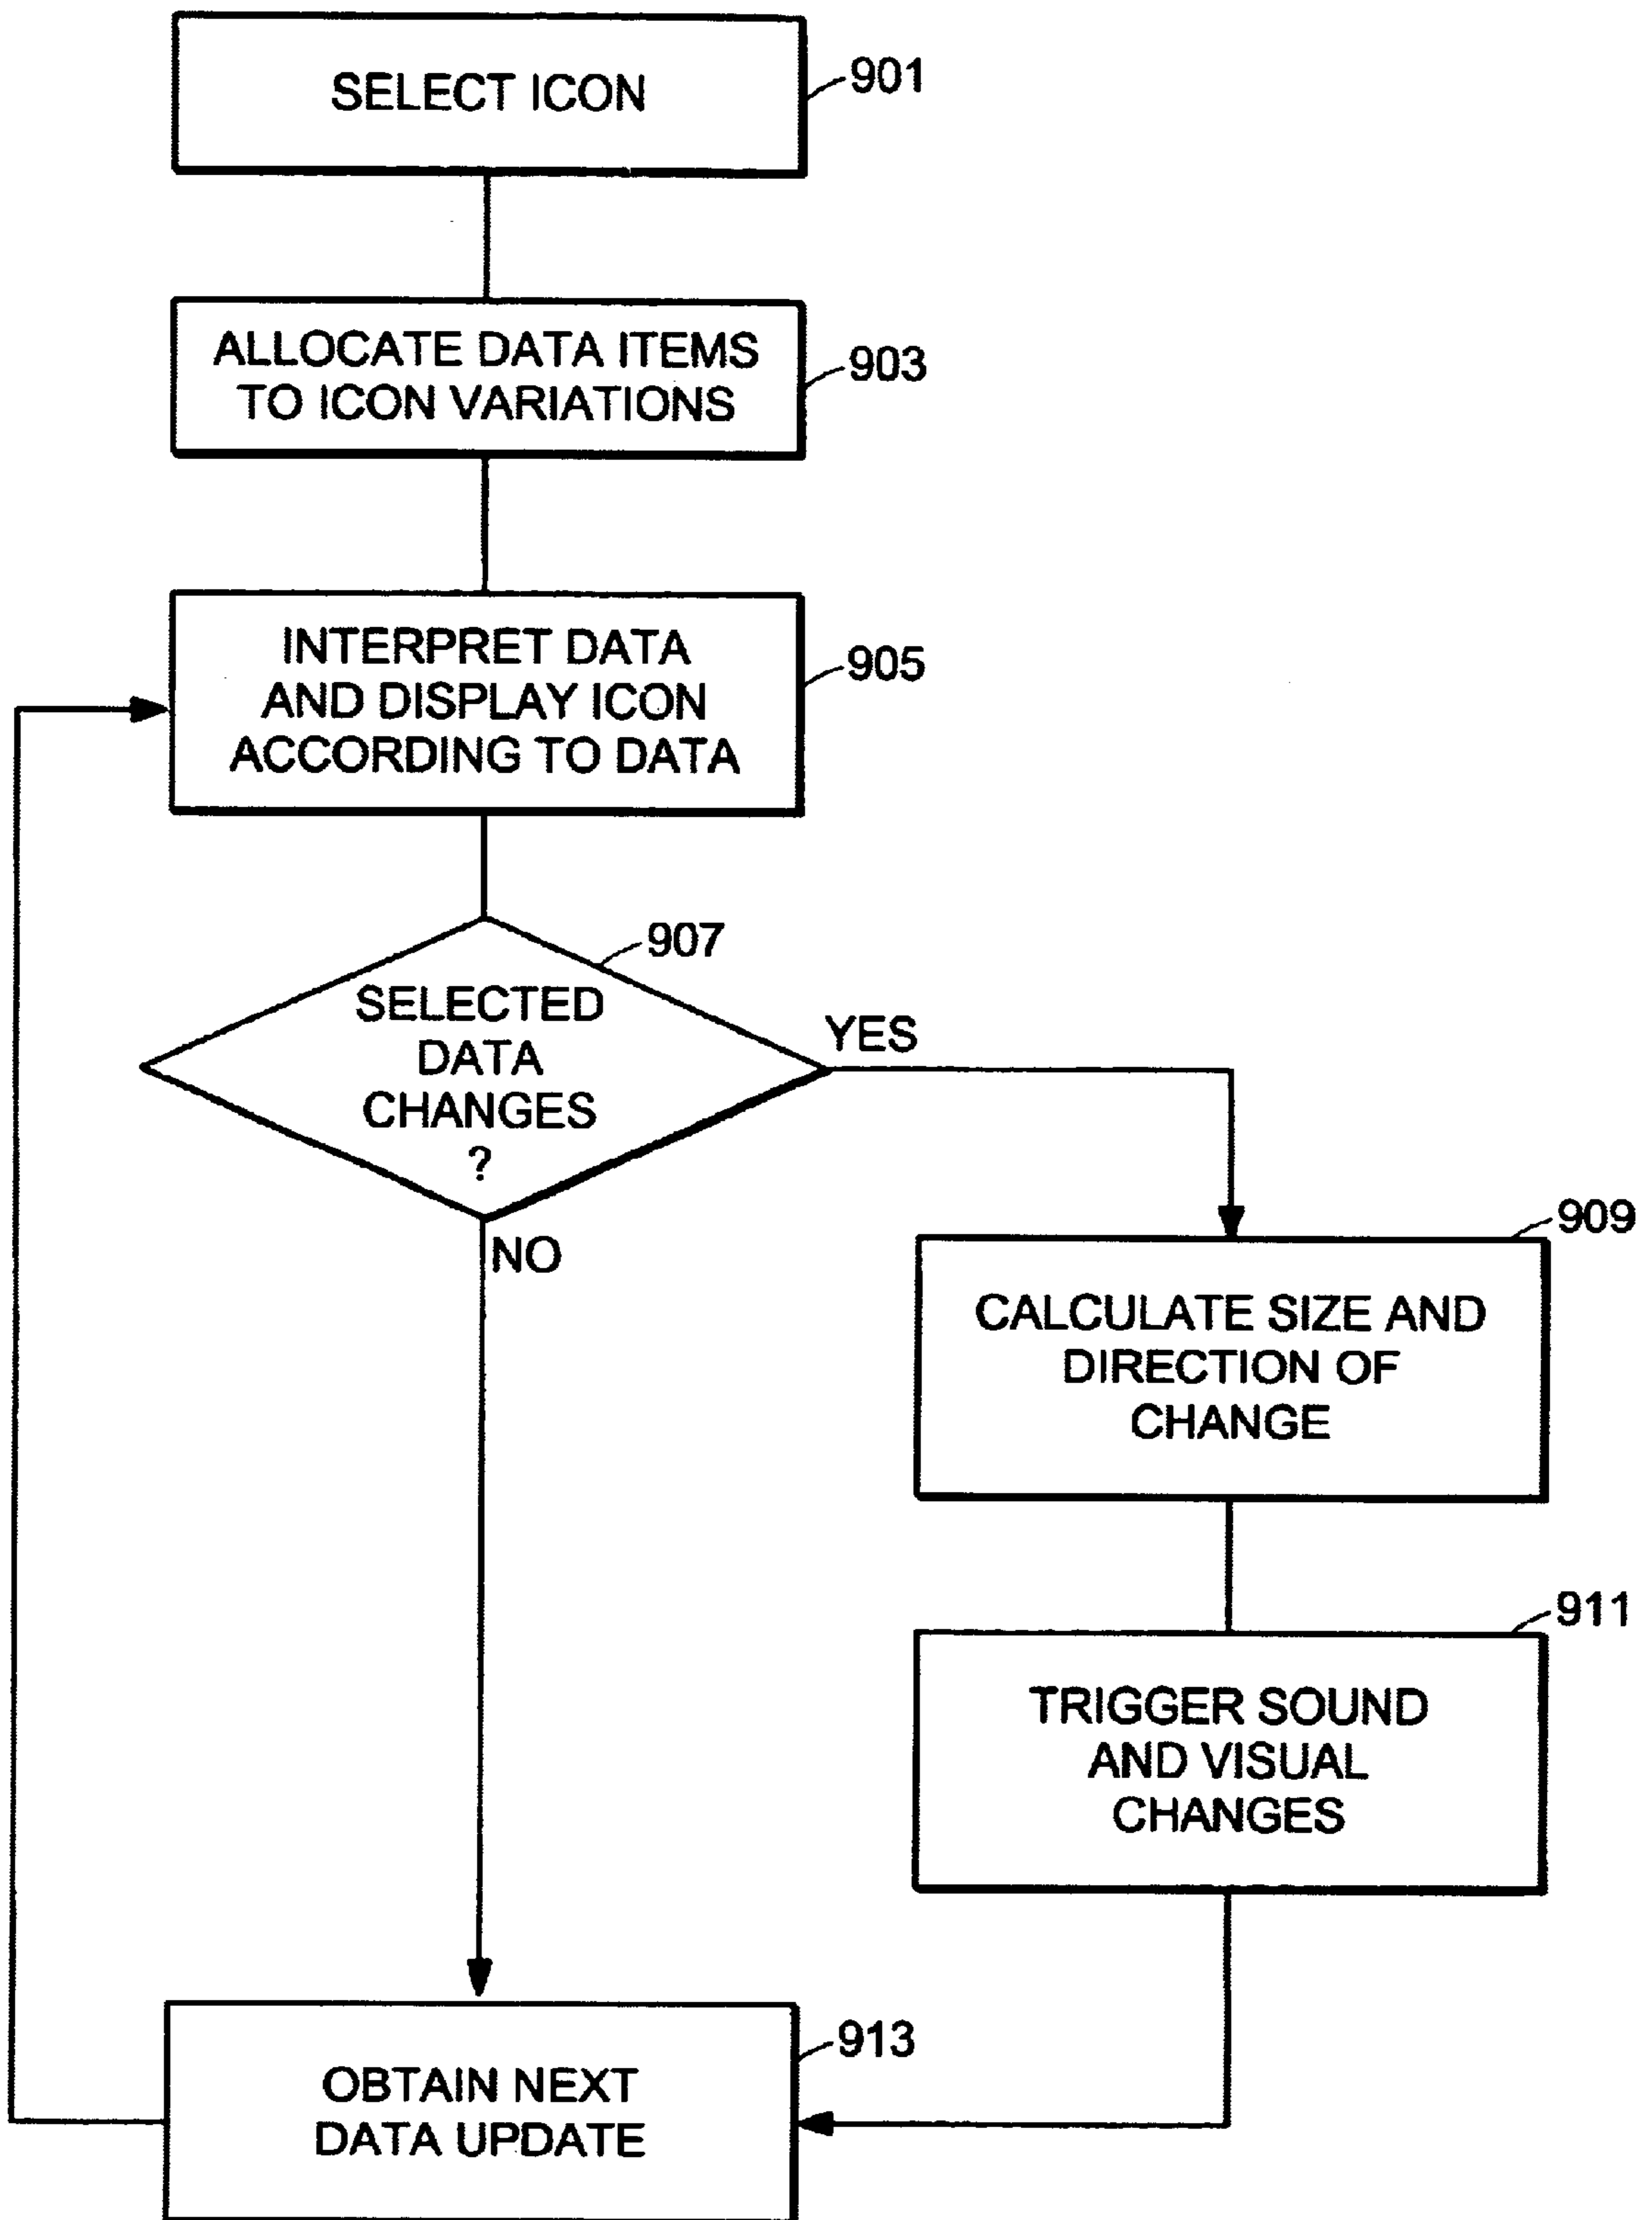 SELECT ICON
901
ALLOCATE DATA ITEMS
TO ICON VARIATIONS
903
INTERPRET DATA
AND DISPLAY ICON
ACCORDING TO DATA
905
907
SELECTED
DATA
CHANGES
?
YES
NO
909
CALCULATE SIZE AND
DIRECTION OF
CHANGE
911
TRIGGER SOUND
AND VISUAL
CHANGES
913
OBTAIN NEXT
DATA UPDATE